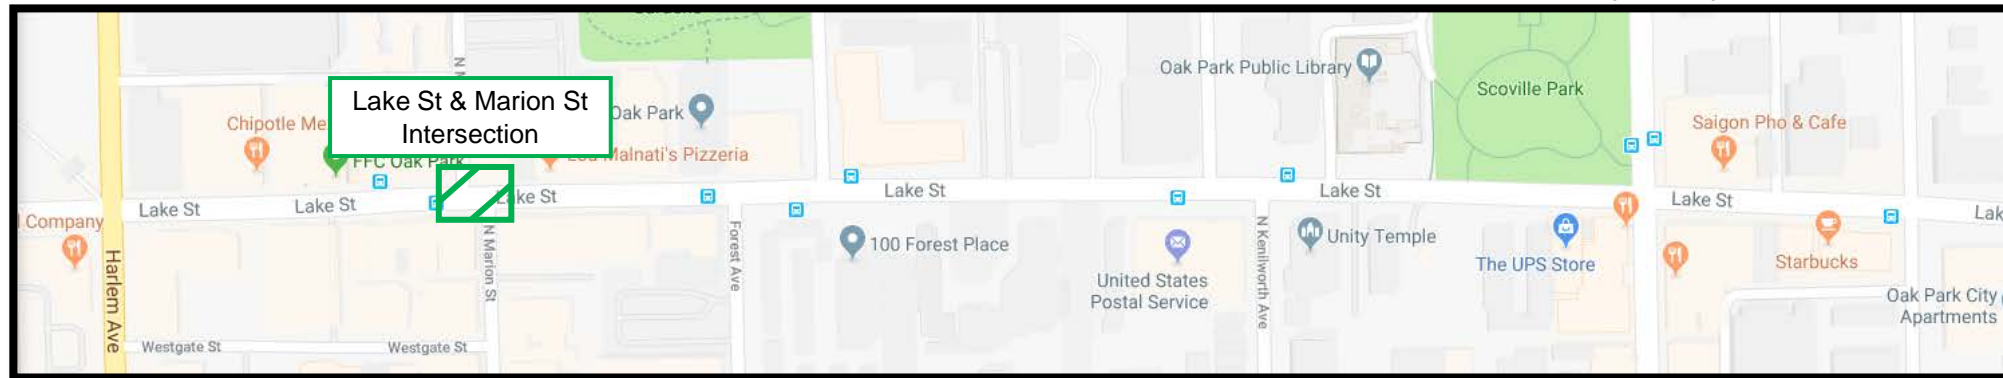 Oak Park Public Library
Scoville Park
Lake St & Marion St
Intersection
Oak Park
Chipotle Me
Saigon Pho & Cafe
Lou Malnati's Pizzeria
FFC Oak Park
Lake St
Lake St
Lake St
Lake St
Lake St
Lake St
Lak
Company
Harlem Ave
N Marion St
Forest Ave
100 Forest Place
United States
Postal Service
N Kenilworth Ave
Unity Temple
The UPS Store
Starbucks
Oak Park City
Apartments
Westgate St
Westgate St